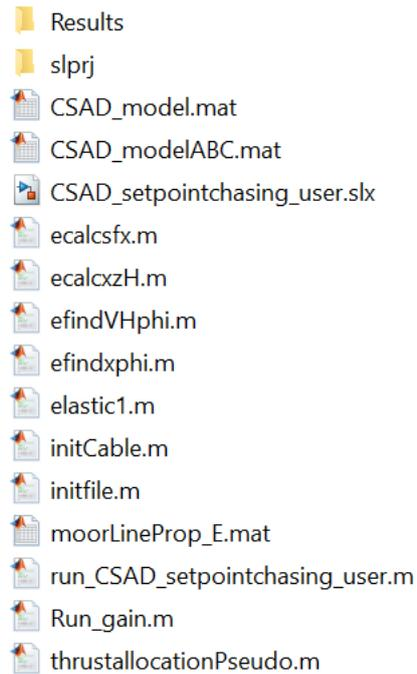 Results
slprj
CSAD_model.mat
CSAD_modelABC.mat
CSAD_setpointchasing_user.slx
ecalcsfx.m
ecalcxzH.m
efindVHphi.m
efindxphi.m
elastic1.m
initCable.m
initfile.m
moorLineProp_E.mat
run_CSAD_setpointchasing_user.m
Run_gain.m
thrustallocationPseudo.m